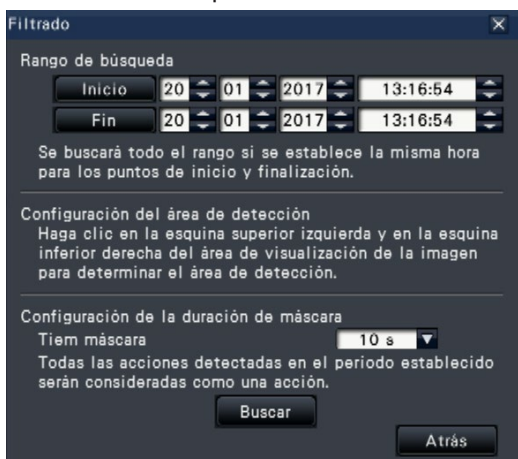 Filtrado
Rango de búsqueda
Inicio 20 01 2017 13:16:54
Fin 20 01 2017 13:16:54
Se buscará todo el rango si se establece la misma hora
para los puntos de inicio y finalización.
Configuración del área de detección
Haga clic en la esquina superior izquierda y en la esquina
inferior derecha del área de visualización de la imagen
para determinar el área de detección.
Configuración de la duración de máscara
Tiem máscara 10 s
Todas las acciones detectadas en el periodo establecido
serán consideradas como una acción.
Buscar
Atrás